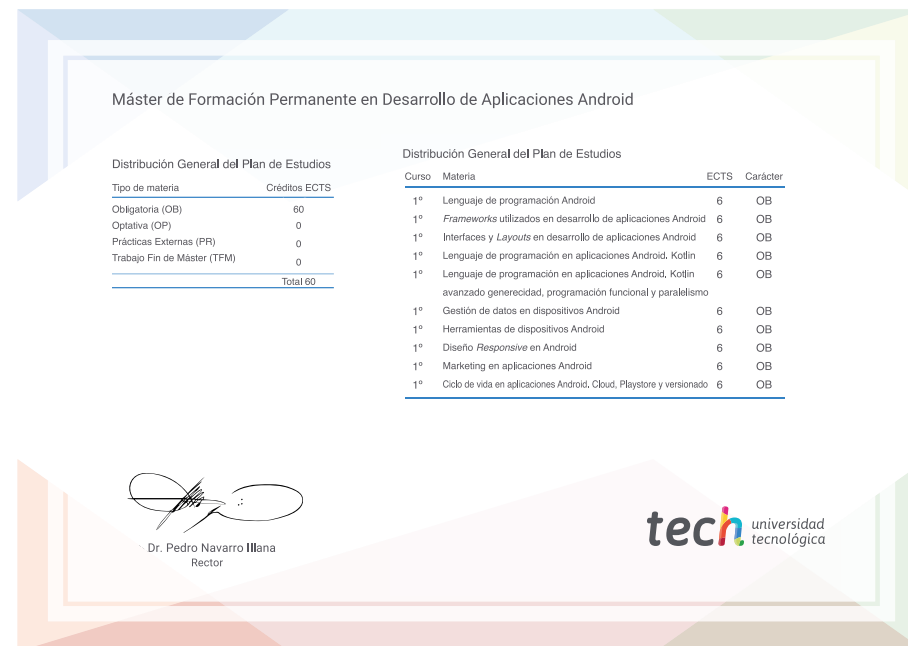 Máster de Formación Permanente en Desarrollo de Aplicaciones Android
Distribución General del Plan de Estudios
Tipo de materia Créditos ECTS
Obligatoria (OB) 60
Optativa (OP) 0
Prácticas Externas (PR) 0
Trabajo Fin de Máster (TFM) 0
Total 60
Distribución General del Plan de Estudios
Curso Materia ECTS Carácter
1º Lenguaje de programación Android 6 OB
1º Frameworks utilizados en desarrollo de aplicaciones Android 6 OB
1º Interfaces y Layouts en desarrollo de aplicaciones Android 6 OB
1º Lenguaje de programación en aplicaciones Android. Kotlin 6 OB
1º Lenguaje de programación en aplicaciones Android. Kotlin 6 OB
avanzado generecidad, programación funcional y paralelismo
1º Gestión de datos en dispositivos Android 6 OB
1º Herramientas de dispositivos Android 6 OB
1º Diseño Responsive en Android 6 OB
1º Marketing en aplicaciones Android 6 OB
1º Ciclo de vida en aplicaciones Android. Cloud, Playstore y versionado 6 OB
Dr. Pedro Navarro Illana
Rector
tech universidad
tecnológica